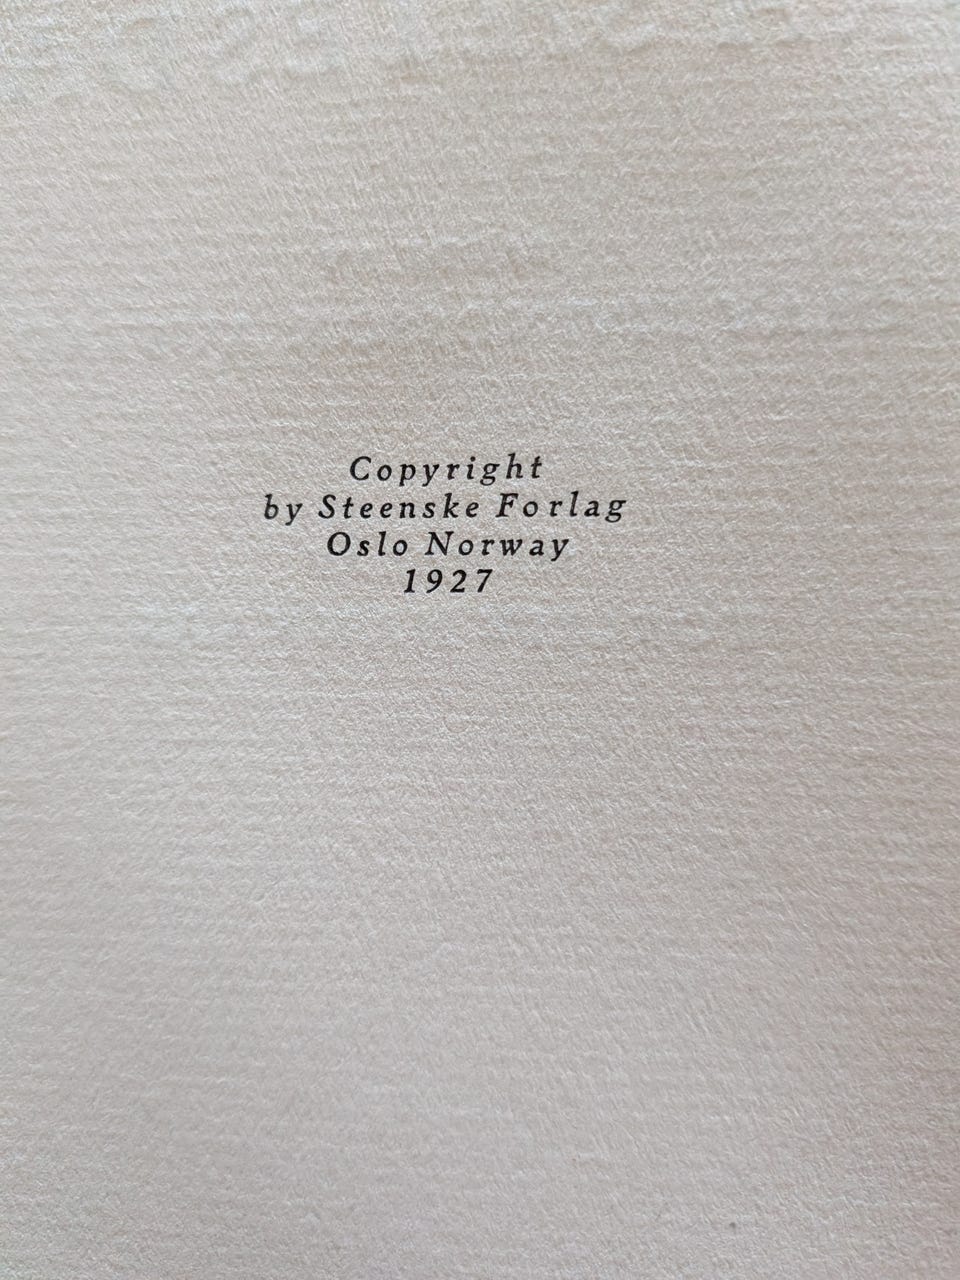 Copyright
by Steenske Forlag
Oslo Norway
1927